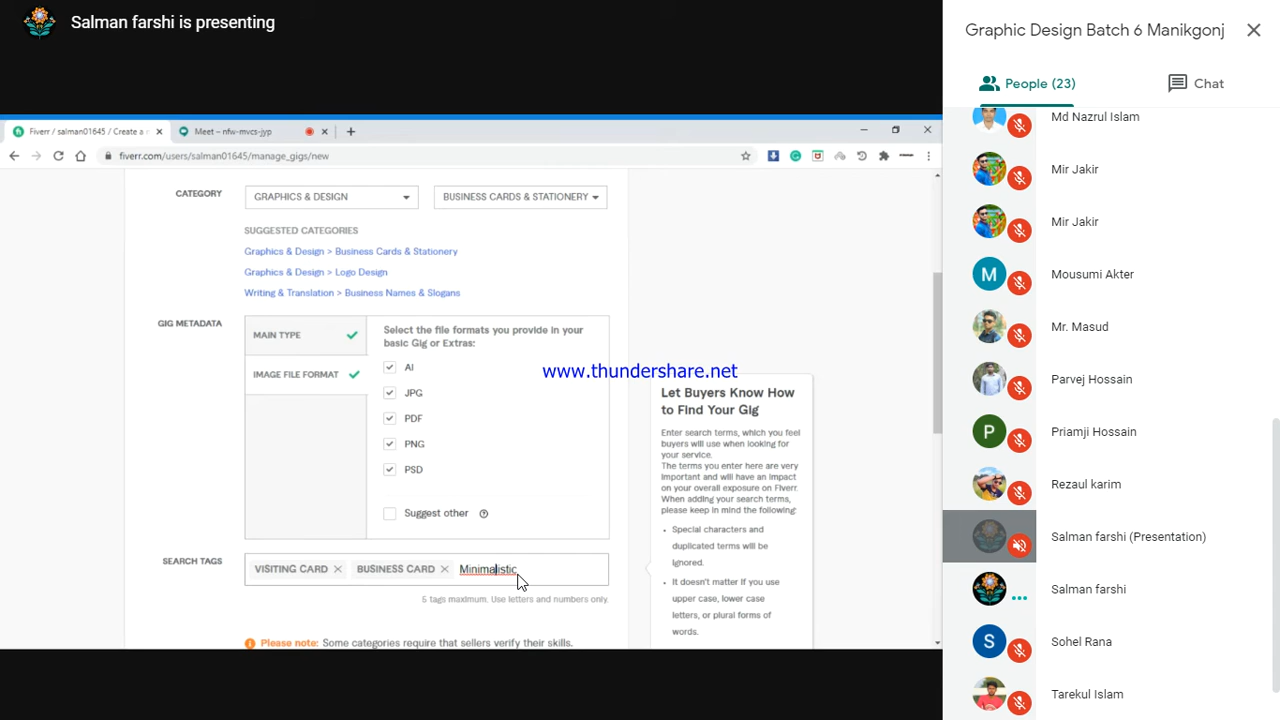 Salman farshi is presenting
Fiverr / salman01645 / Create a
Meet – nfw-mvcs-jyp
fiverr.com/users/salman01645/manage_gigs/new
CATEGORY
GRAPHICS & DESIGN
BUSINESS CARDS & STATIONERY
SUGGESTED CATEGORIES
Graphics & Design > Business Cards & Stationery
Graphics & Design > Logo Design
Writing & Translation > Business Names & Slogans
GIG METADATA
MAIN TYPE
IMAGE FILE FORMAT
Select the file formats you provide in your
basic Gig or Extras:
AI
JPG
PDF
PNG
PSD
Suggest other
www.thundershare.net
Let Buyers Know How
to Find Your Gig
Enter search terms, which you feel
buyers will use when looking for
your service.
The terms you enter here are very
important and will have an impact
on your overall exposure on Fiverr.
When adding your search terms,
please keep in mind the following:
• Special characters and
duplicated terms will be
ignored.
• It doesn't matter if you use
upper case, lower case
letters, or plural forms of
words.
SEARCH TAGS
VISITING CARD
BUSINESS CARD
Minimalistic
5 tags maximum. Use letters and numbers only.
Please note: Some categories require that sellers verify their skills.
Graphic Design Batch 6 Manikgonj
People (23)
Chat
Md Nazrul Islam
Mir Jakir
Mir Jakir
M
Mousumi Akter
Mr. Masud
Parvej Hossain
P
Priamji Hossain
Rezaul karim
Salman farshi (Presentation)
Salman farshi
S
Sohel Rana
Tarekul Islam